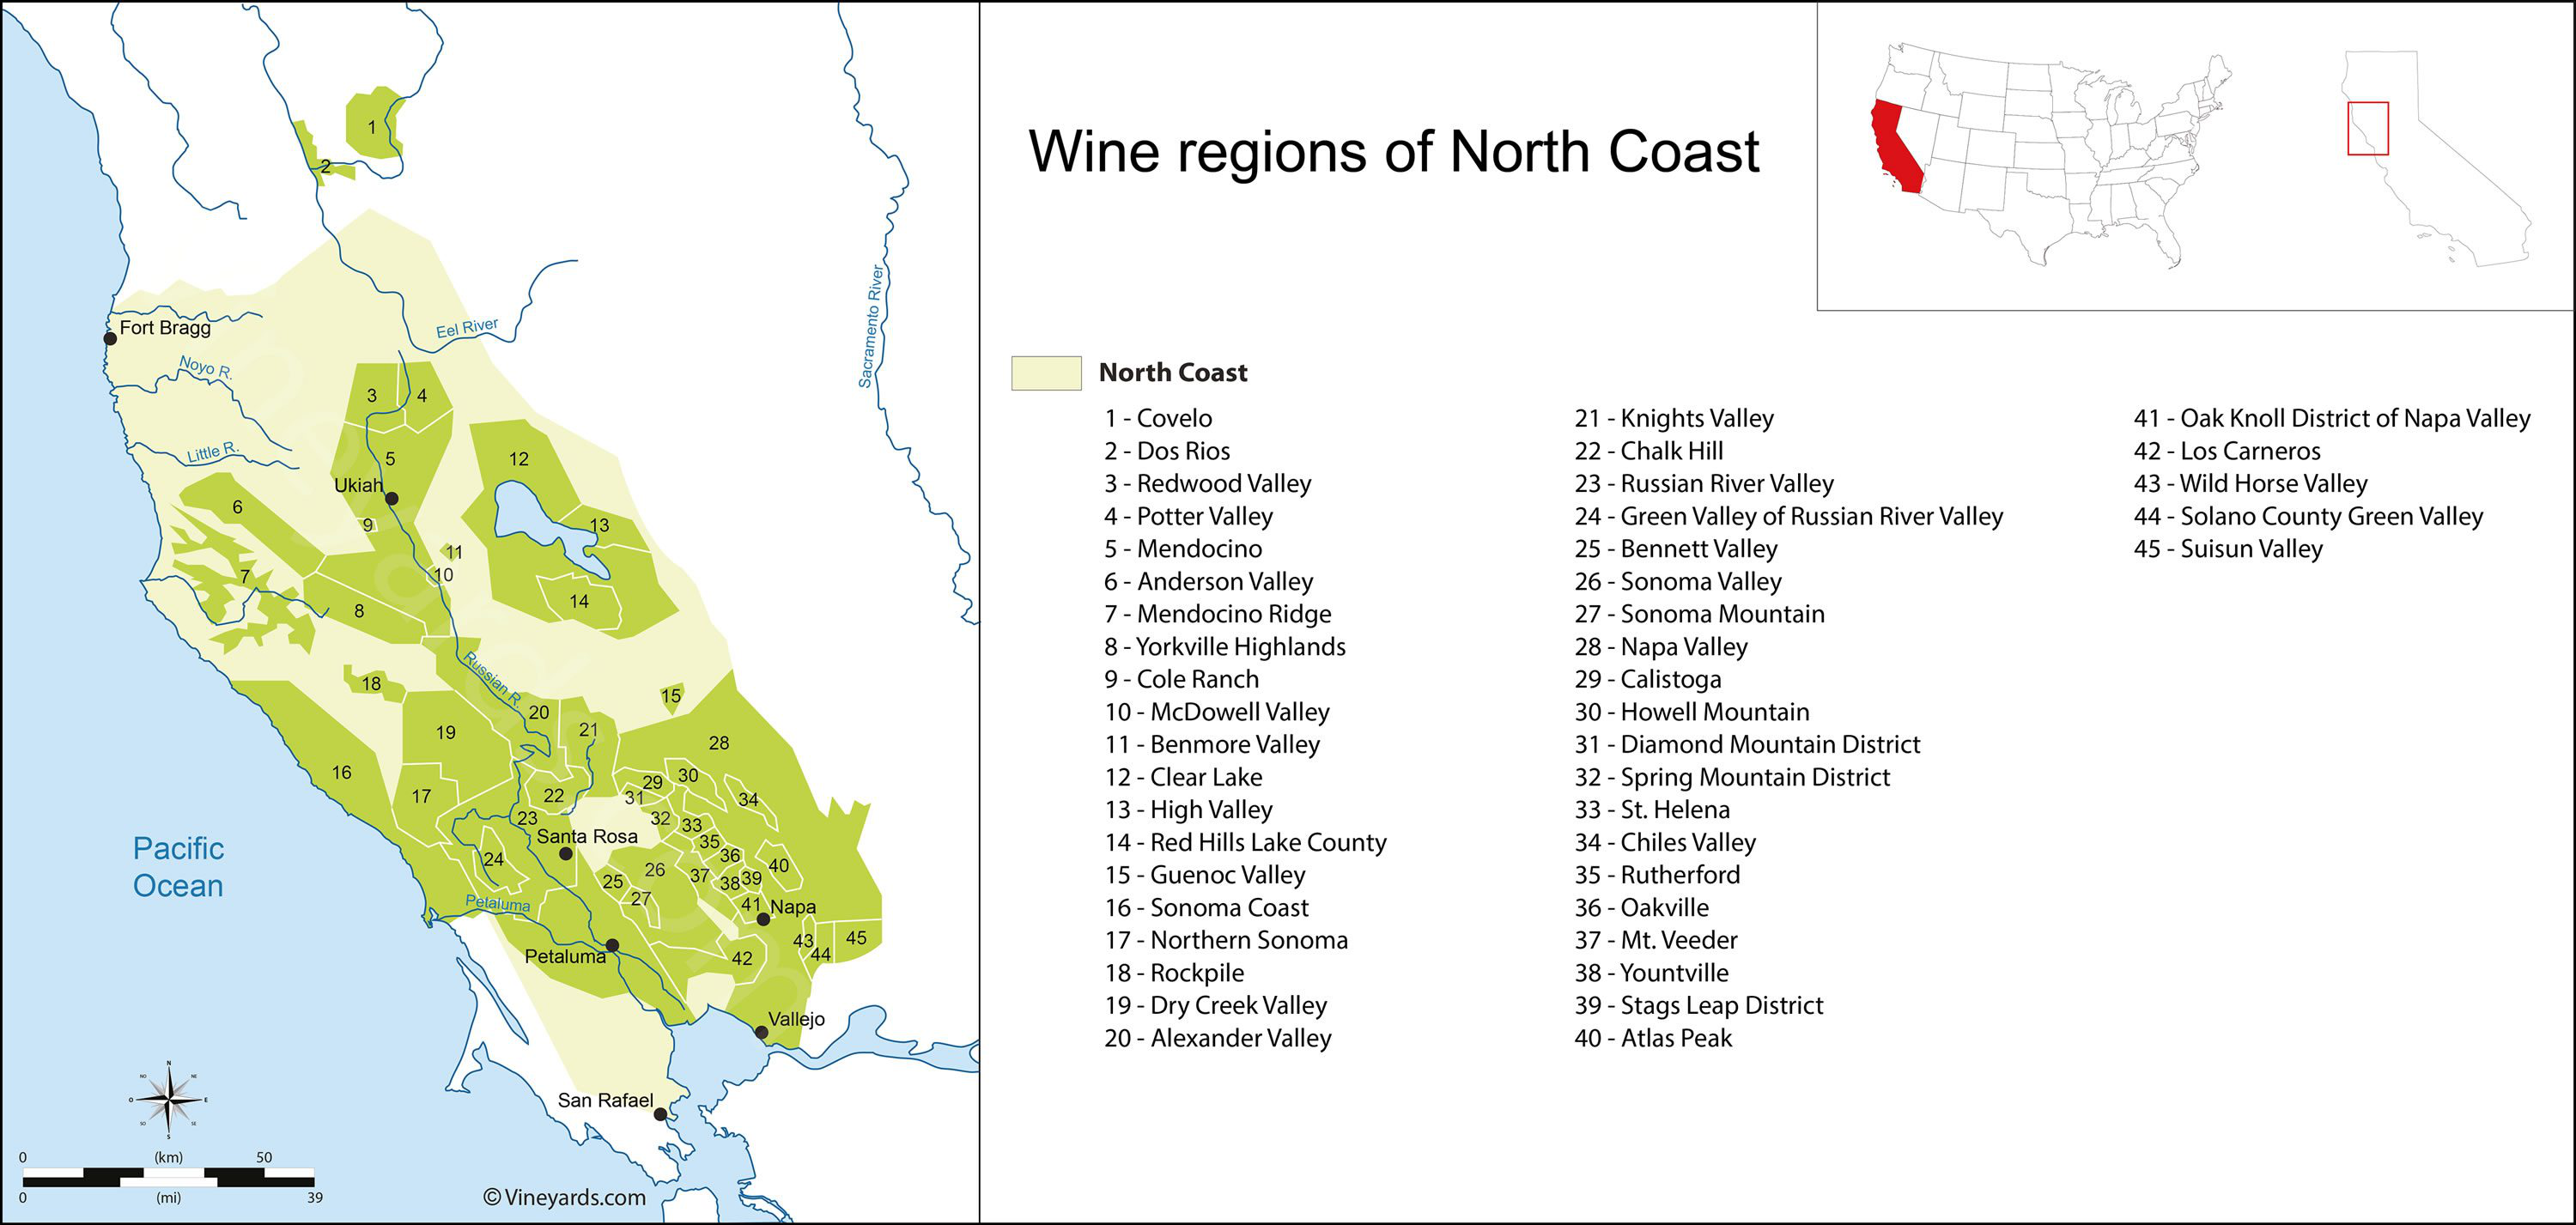 Wine regions of North Coast
North Coast
1 - Covelo
2 - Dos Rios
3 - Redwood Valley
4 - Potter Valley
5 - Mendocino
6 - Anderson Valley
7 - Mendocino Ridge
8 - Yorkville Highlands
9 - Cole Ranch
10 - McDowell Valley
11 - Benmore Valley
12 - Clear Lake
13 - High Valley
14 - Red Hills Lake County
15 - Guenoc Valley
16 - Sonoma Coast
17 - Northern Sonoma
18 - Rockpile
19 - Dry Creek Valley
20 - Alexander Valley
21 - Knights Valley
22 - Chalk Hill
23 - Russian River Valley
24 - Green Valley of Russian River Valley
25 - Bennett Valley
26 - Sonoma Valley
27 - Sonoma Mountain
28 - Napa Valley
29 - Calistoga
30 - Howell Mountain
31 - Diamond Mountain District
32 - Spring Mountain District
33 - St. Helena
34 - Chiles Valley
35 - Rutherford
36 - Oakville
37 - Mt. Veeder
38 - Yountville
39 - Stags Leap District
40 - Atlas Peak
41 - Oak Knoll District of Napa Valley
42 - Los Carneros
43 - Wild Horse Valley
44 - Solano County Green Valley
45 - Suisun Valley
1
2
Sacramento River
Eel River
Fort Bragg
Noyo R.
3
4
Little R.
5
12
Ukiah
6
9
13
11
10
7
14
8
Russian R.
18
15
20
19
21
28
16
29
30
17
22
31
34
23
32
33
Santa Rosa
35
24
36
40
26
37
39
25
38
27
Petaluma
41
Napa
43
45
Petaluma
42
44
Pacific
Ocean
Vallejo
San Rafael
N
NO
NE
O
E
SO
SE
S
0
(km)
50
0
(mi)
39
© Vineyards.com